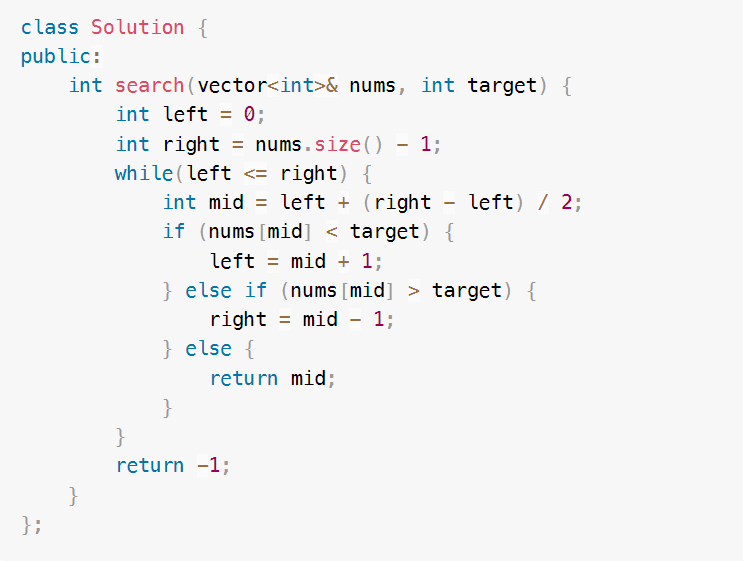 class Solution {
public:
    int search(vector<int>& nums, int target) {
        int left = 0;
        int right = nums.size() - 1;
        while(left <= right) {
            int mid = left + (right - left) / 2;
            if (nums[mid] < target) {
                left = mid + 1;
            } else if (nums[mid] > target) {
                right = mid - 1;
            } else {
                return mid;
            }
        }
        return -1;
    }
};